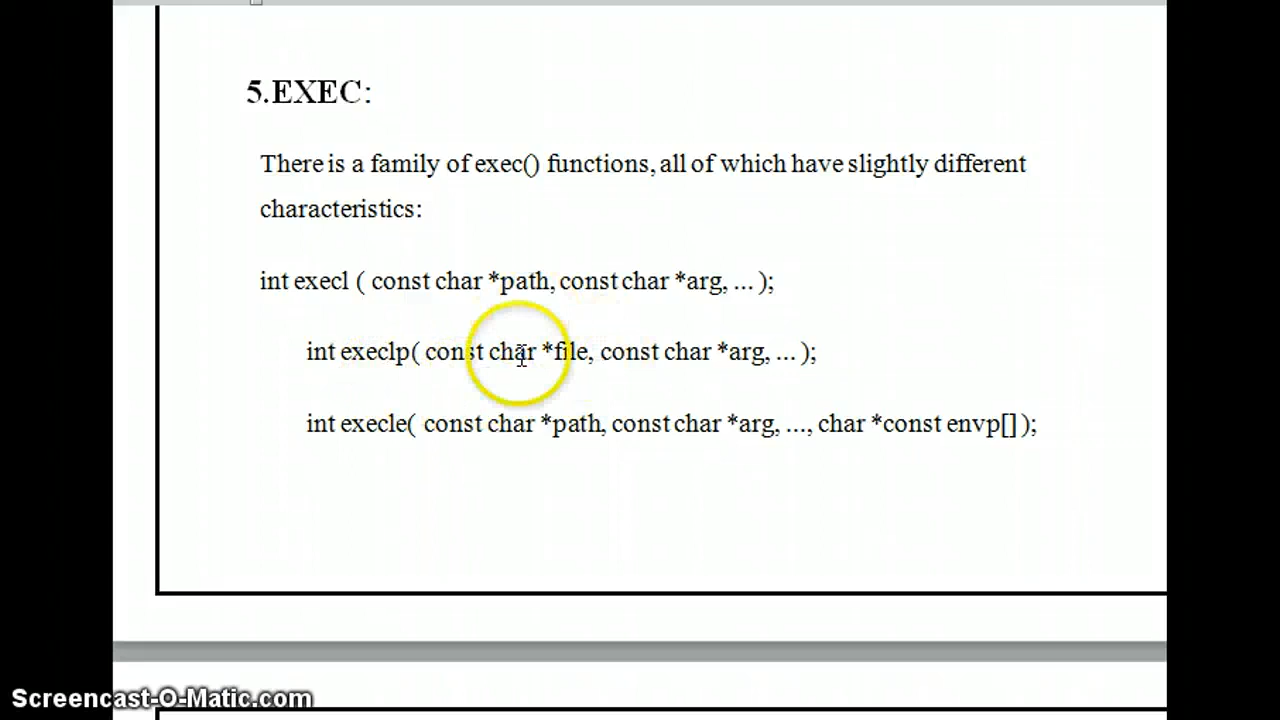 5.EXEC:
There is a family of exec() functions, all of which have slightly different
characteristics:
int execl ( const char *path, const char *arg, ... );
int execlp( const char *file, const char *arg, ... );
int execle( const char *path, const char *arg, ..., char *const envp[] );
Screencast-O-Matic.com